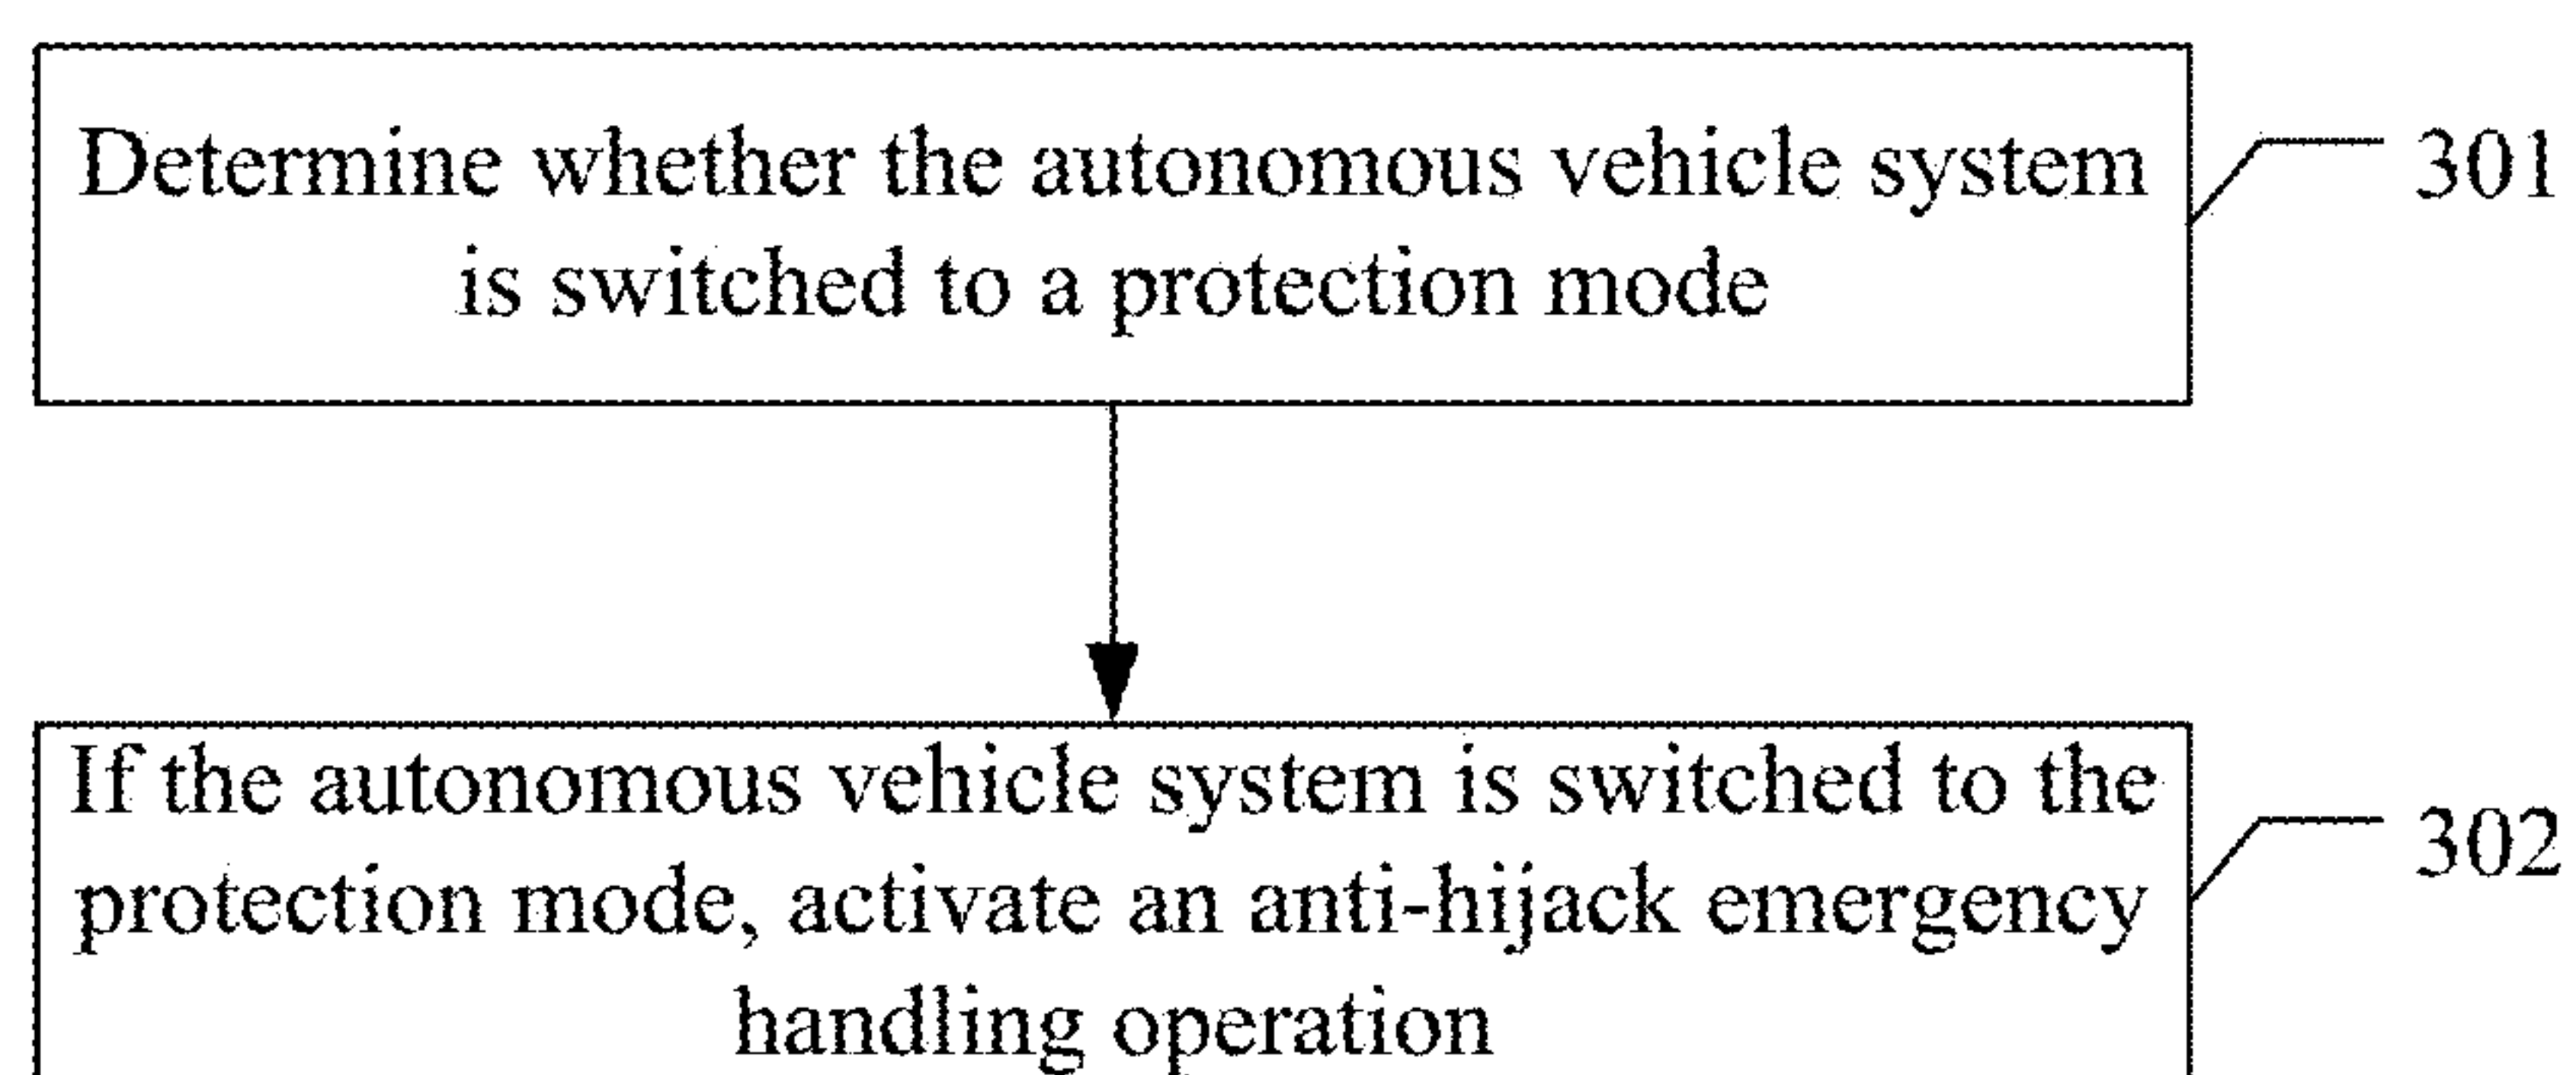 Determine whether the autonomous vehicle system
is switched to a protection mode
301
If the autonomous vehicle system is switched to the
protection mode, activate an anti-hijack emergency
handling operation
302